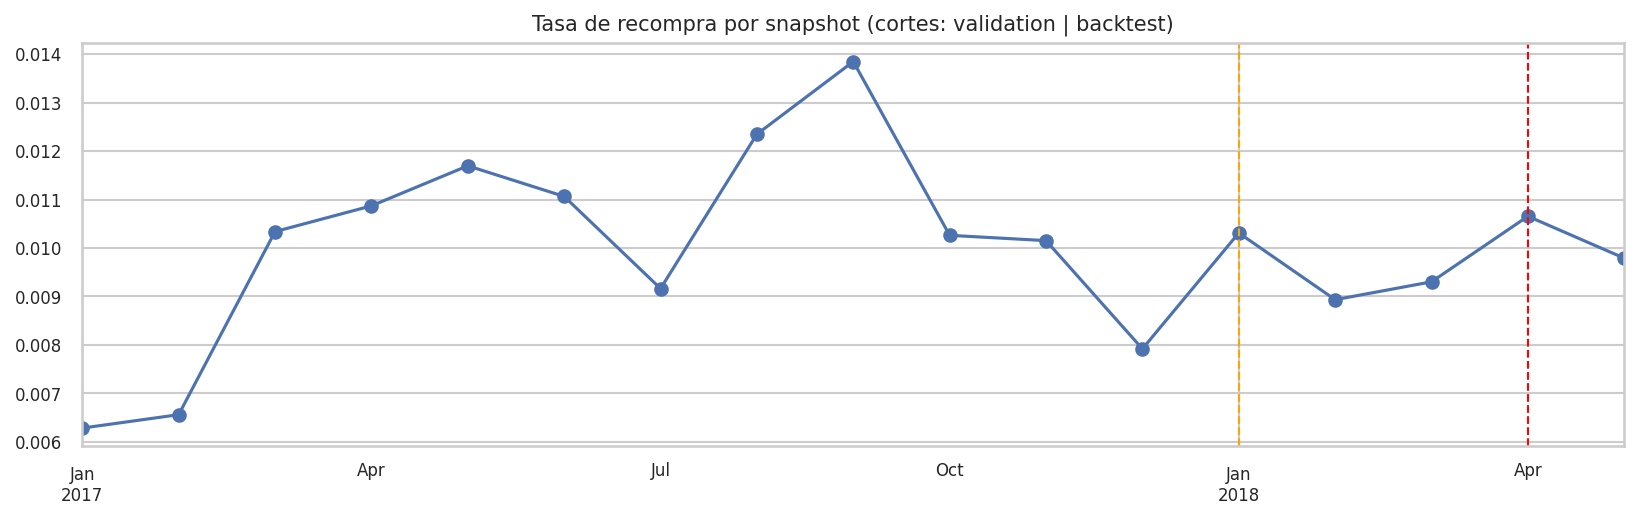 Tasa de recompra por snapshot (cortes: validation | backtest)
0.014
0.013
0.012
0.011
0.010
0.009
0.008
0.007
0.006
Jan
2017
Apr
Jul
Oct
Jan
2018
Apr